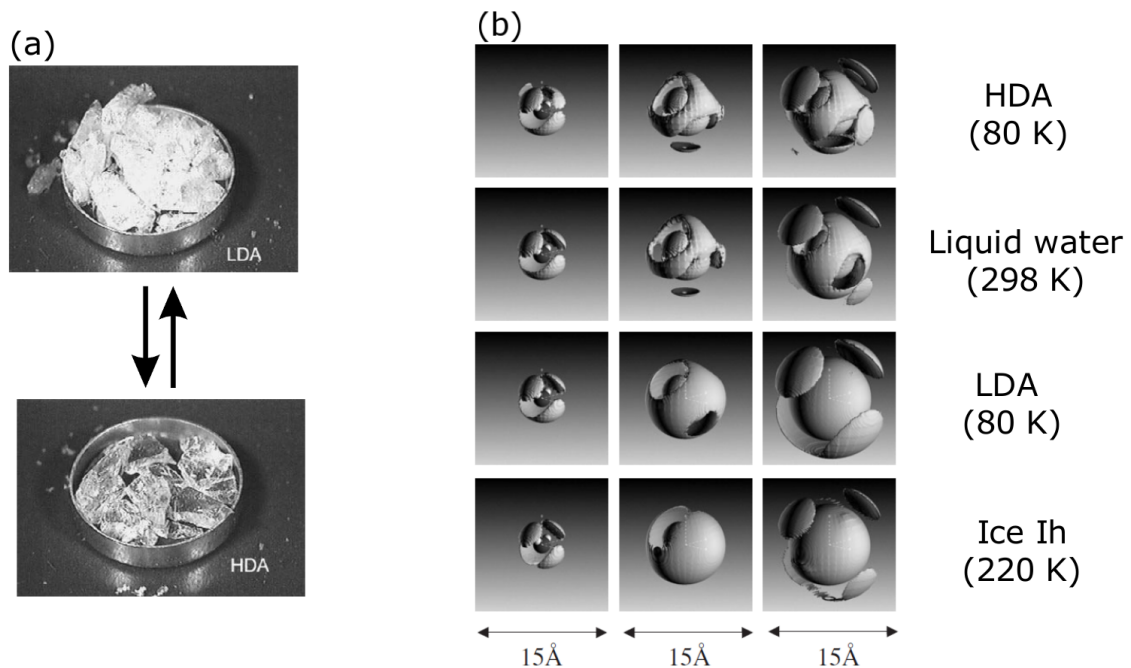 (a)
LDA
HDA
(b)
HDA
(80 K)
Liquid water
(298 K)
LDA
(80 K)
Ice Ih
(220 K)
15Å
15Å
15Å